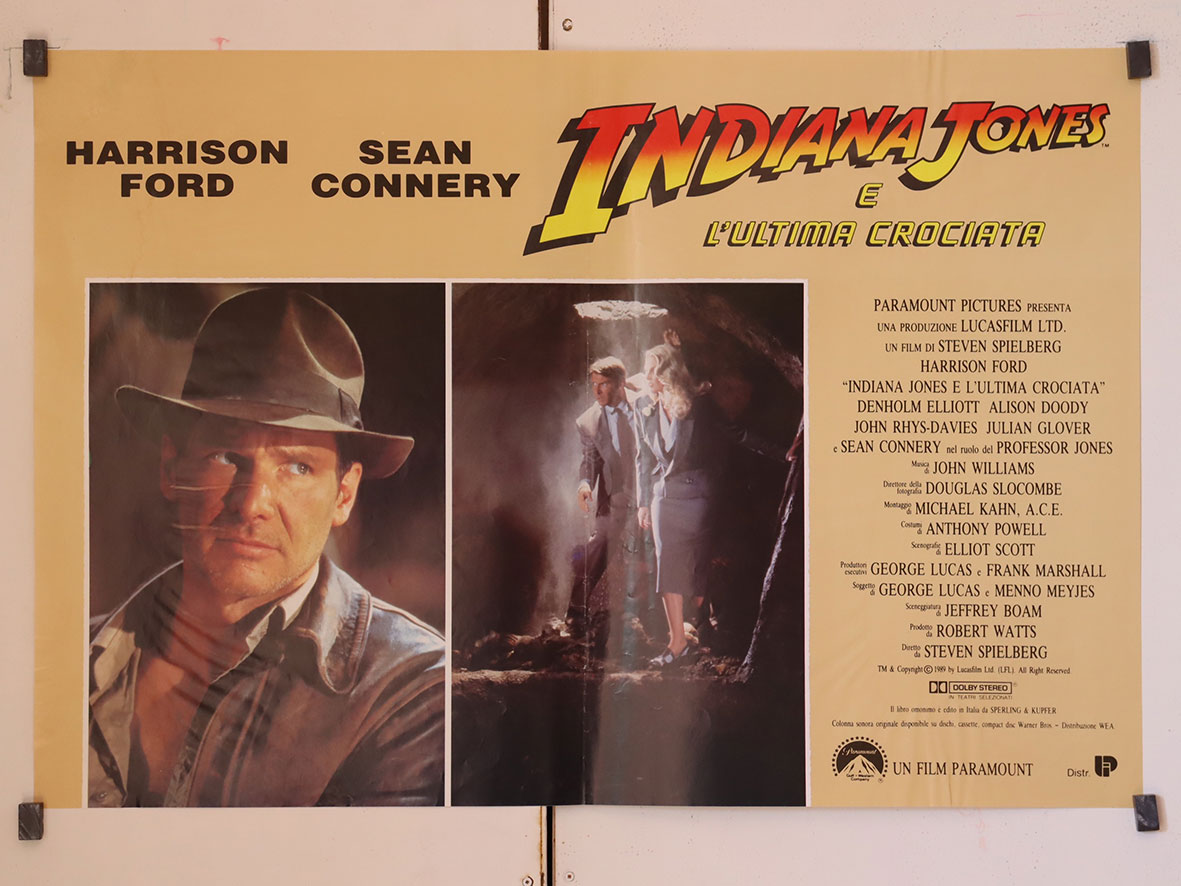 HARRISON
FORD
SEAN
CONNERY
INDIANA JONES™
E
L'ULTIMA CROCIATA
PARAMOUNT PICTURES PRESENTA
UNA PRODUZIONE LUCASFILM LTD.
UN FILM DI STEVEN SPIELBERG
HARRISON FORD
“INDIANA JONES E L'ULTIMA CROCIATA”
DENHOLM ELLIOTT ALISON DOODY
JOHN RHYS-DAVIES JULIAN GLOVER
e SEAN CONNERY nel ruolo del PROFESSOR JONES
Musica di JOHN WILLIAMS
Direttore della fotografia DOUGLAS SLOCOMBE
Montaggio di MICHAEL KAHN, A.C.E.
Costumi di ANTHONY POWELL
Scenografie di ELLIOT SCOTT
Produttori esecutivi GEORGE LUCAS e FRANK MARSHALL
Soggetto di GEORGE LUCAS e MENNO MEYJES
Sceneggiatura di JEFFREY BOAM
Prodotto da ROBERT WATTS
Diretto da STEVEN SPIELBERG
TM & Copyright © 1989 by Lucasfilm Ltd. (LFL). All Right Reserved.
DOLBY STEREO ®
IN TEATRI SELEZIONATI
Il libro omonimo è edito in Italia da SPERLING & KUPFER
Colonna sonora originale disponibile su dischi, cassette, compact disc Warner Bros. – Distribuzione WEA.
Paramount
Gulf+Western
Company
®
UN FILM PARAMOUNT
Distr. UIP